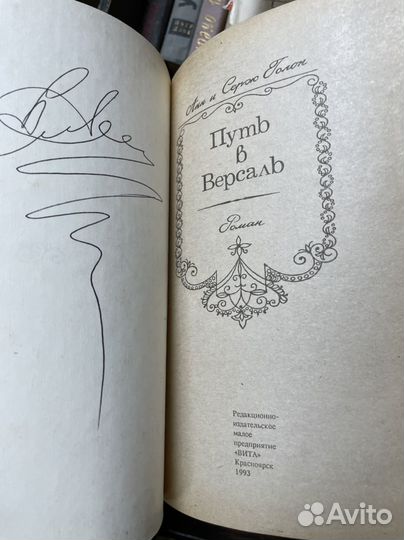 Анн и Серж Голон
Путь
в
Версаль
Роман
Редакционно-
издательское
малое
предприятие
«ВИТА»
Красноярск
1993
Avito